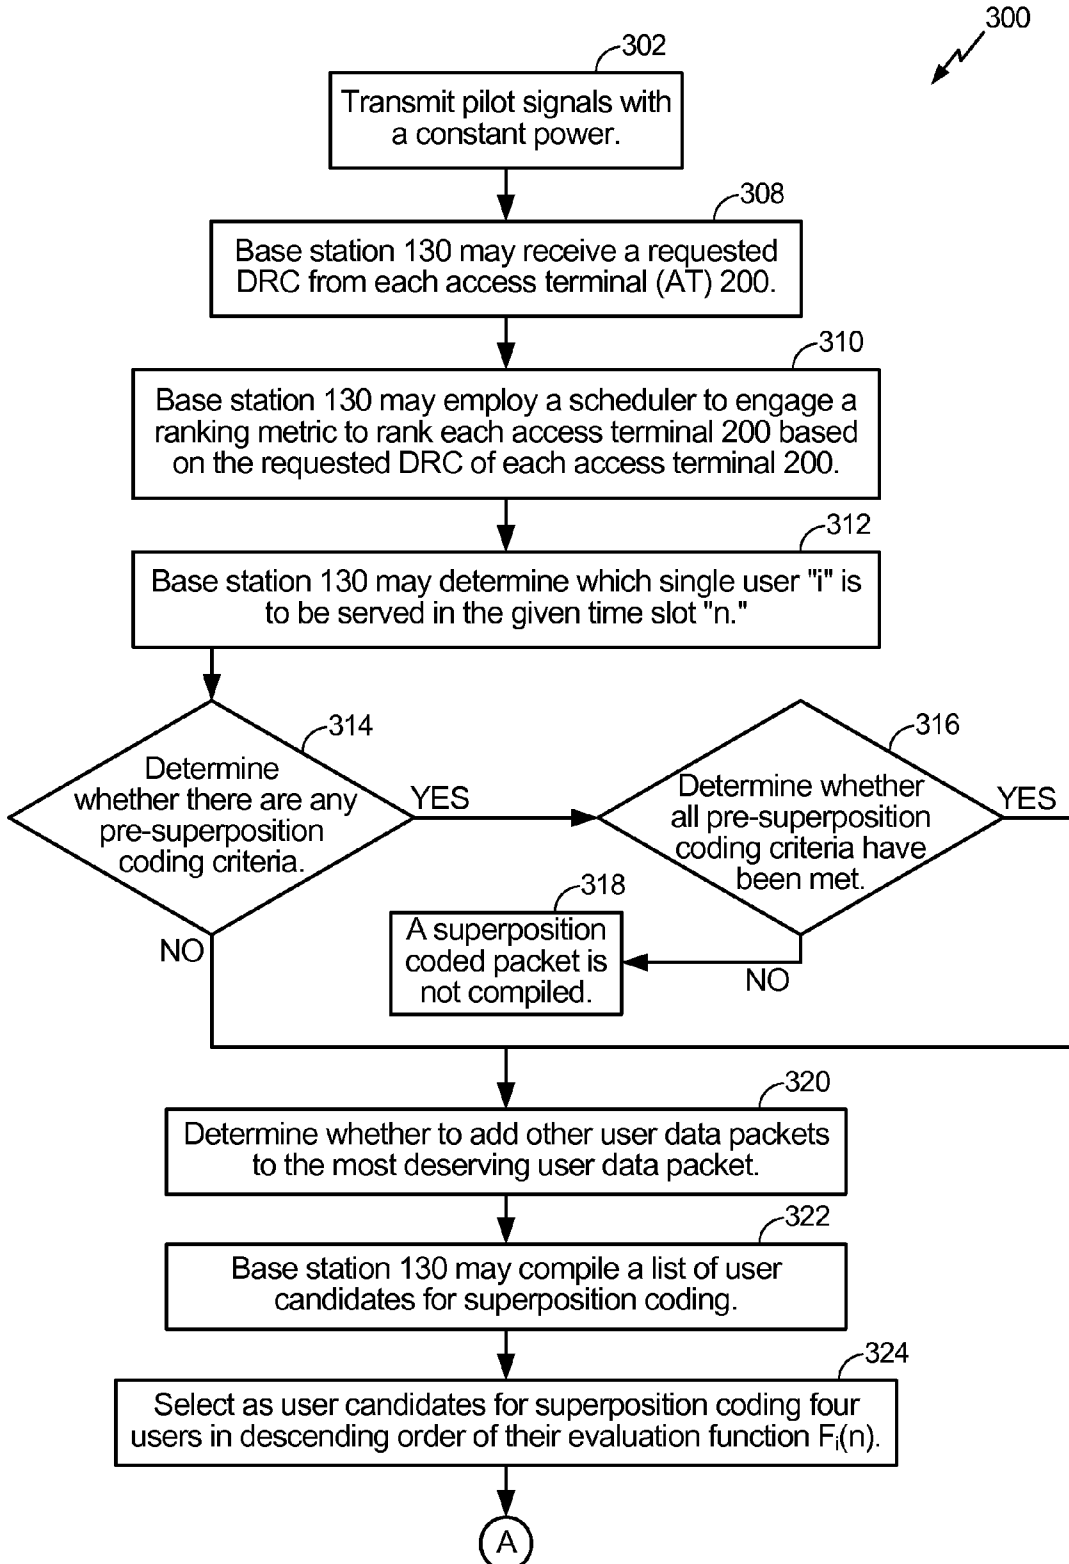 300
302
Transmit pilot signals with
a constant power.
308
Base station 130 may receive a requested
DRC from each access terminal (AT) 200.
310
Base station 130 may employ a scheduler to engage a
ranking metric to rank each access terminal 200 based
on the requested DRC of each access terminal 200.
312
Base station 130 may determine which single user "i" is
to be served in the given time slot "n."
314
Determine
whether there are any
pre-superposition
coding criteria.
YES
NO
316
Determine whether
all pre-superposition
coding criteria have
been met.
YES
NO
318
A superposition
coded packet is
not compiled.
320
Determine whether to add other user data packets
to the most deserving user data packet.
322
Base station 130 may compile a list of user
candidates for superposition coding.
324
Select as user candidates for superposition coding four
users in descending order of their evaluation function Fi(n).
A